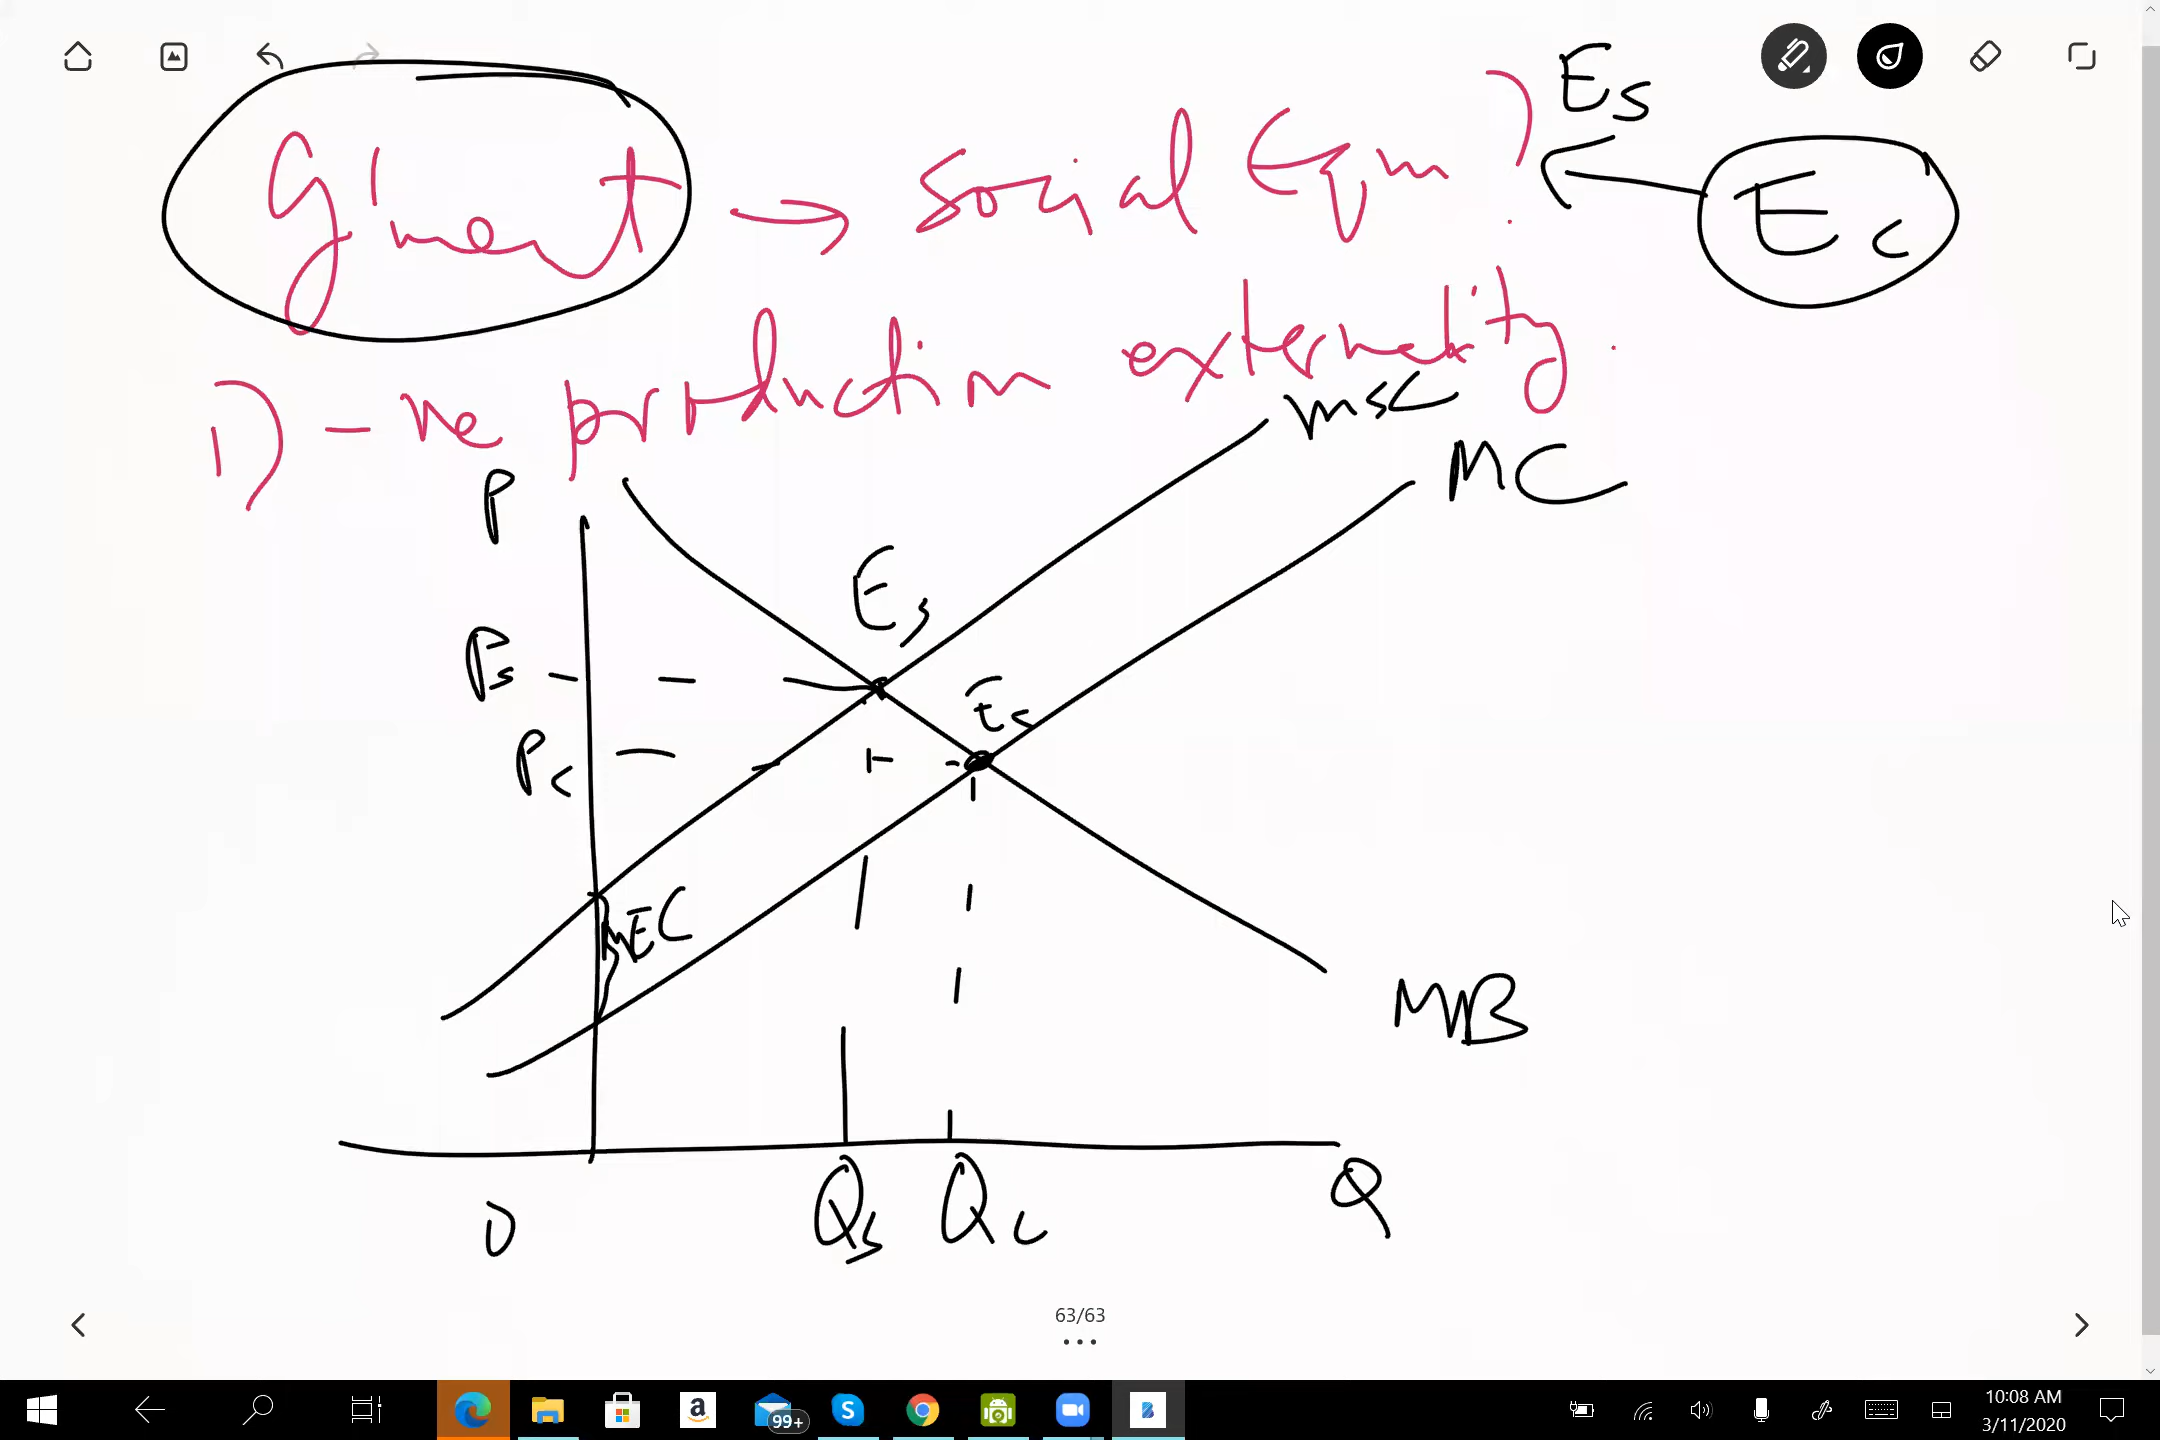 G'ment → social Eqm ?
Es
Ec
1) -ve production externality.
MSC
MC
P
Es
Ps
Ec
Pc
MEC
MB
O
Qs
Qc
Q
63/63
99+
10:08 AM
3/11/2020